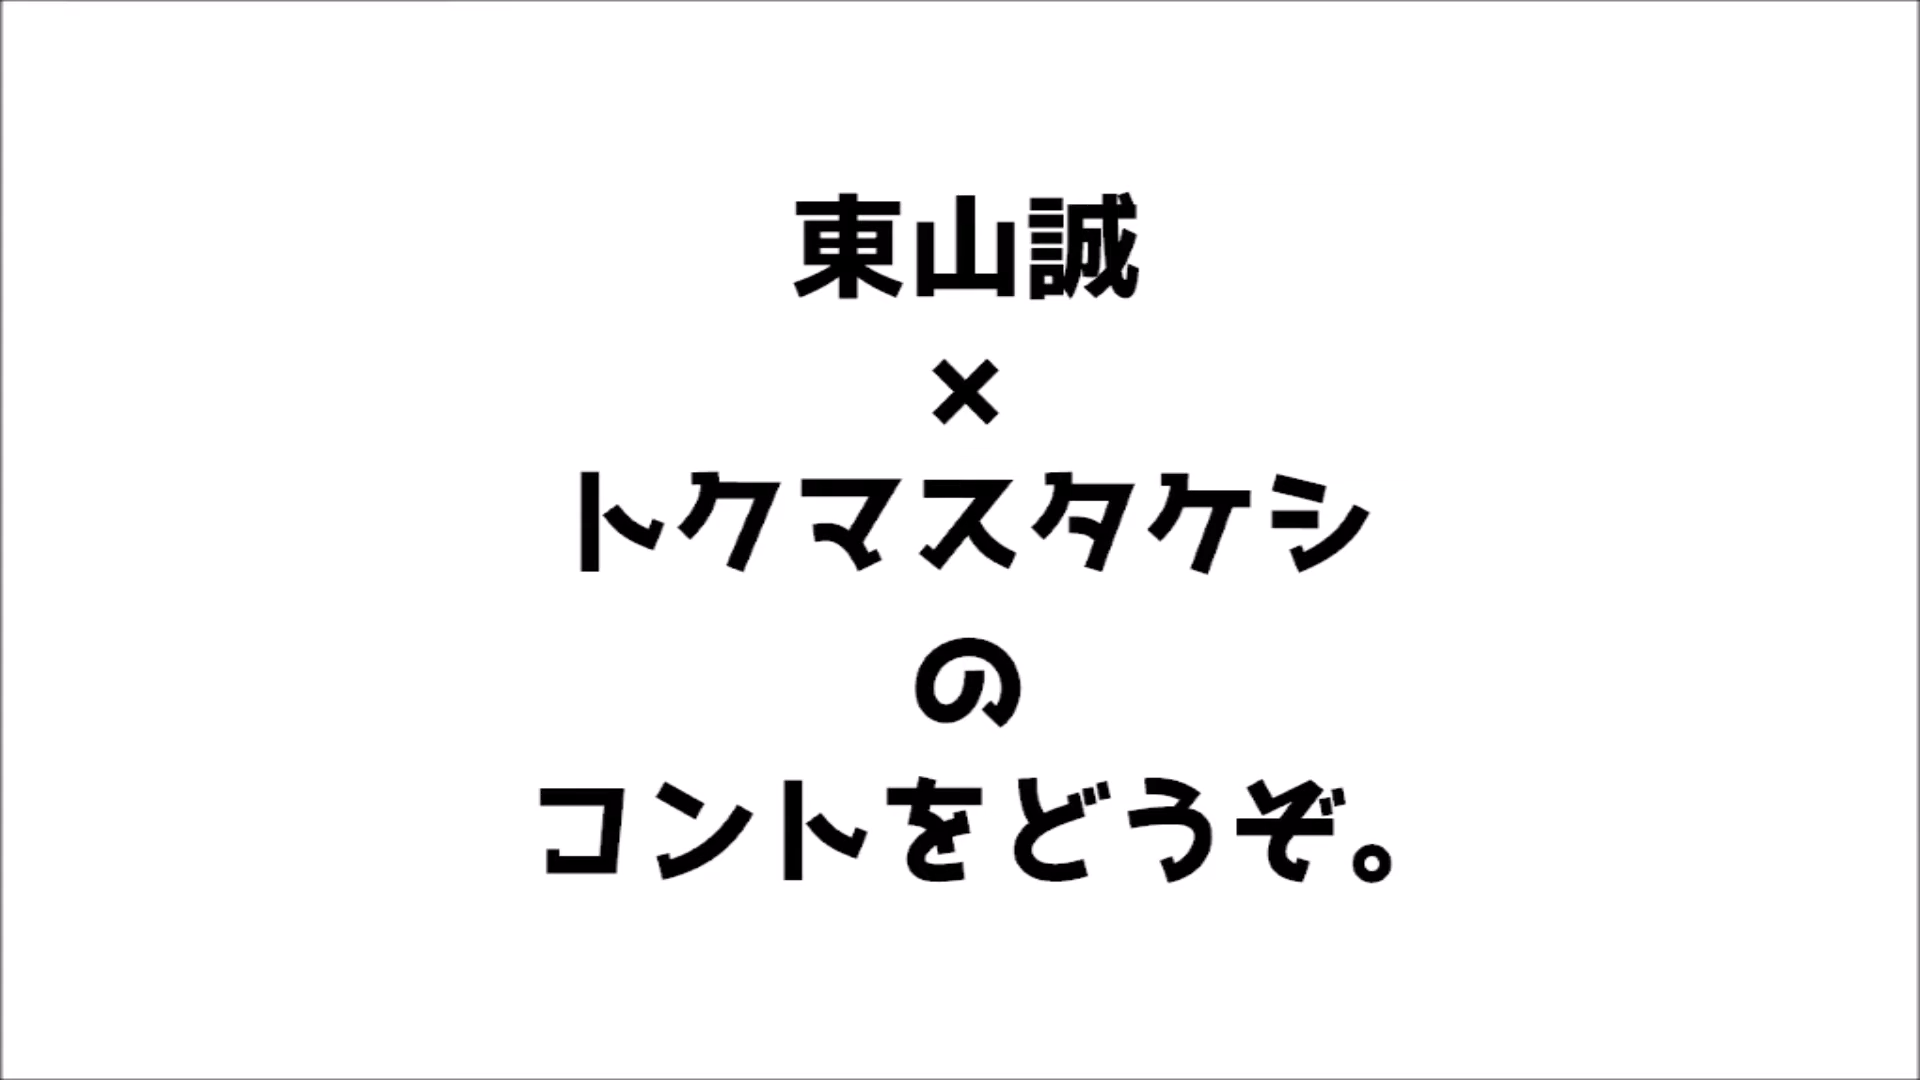 東山誠
×
トクマスタケシ
の
コントをどうぞ。